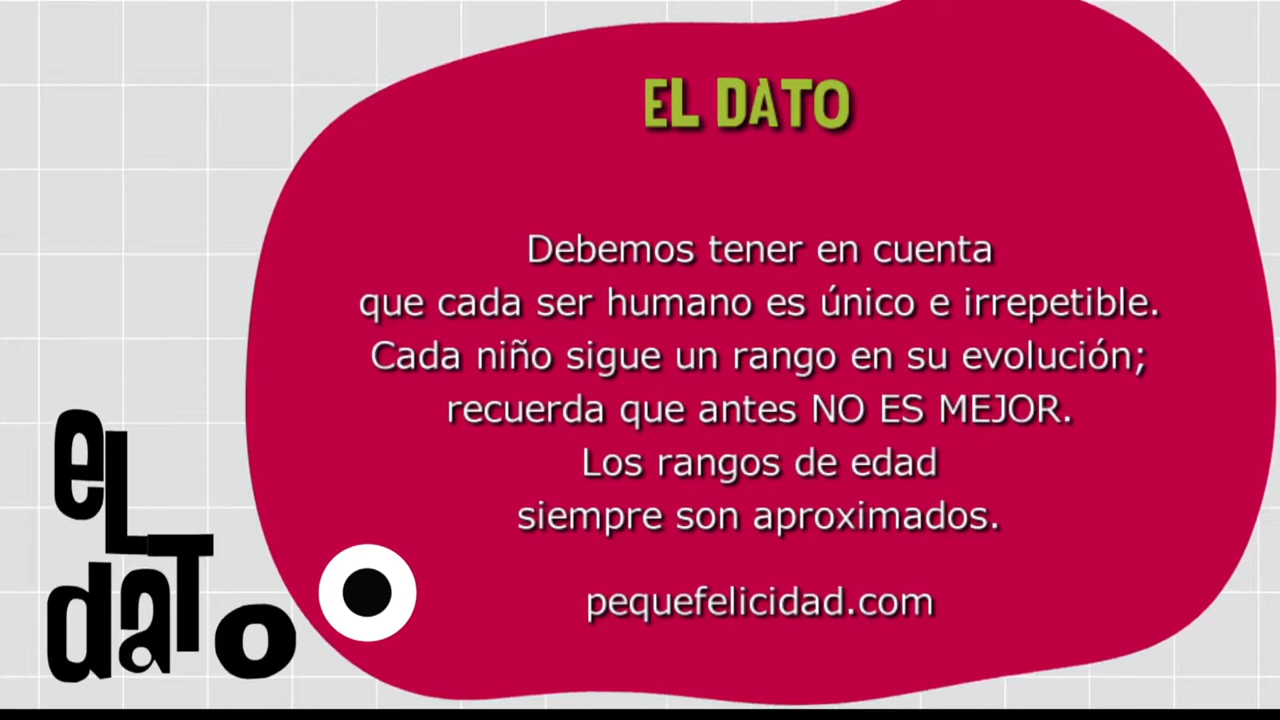 EL DATO
Debemos tener en cuenta
que cada ser humano es único e irrepetible.
Cada niño sigue un rango en su evolución;
recuerda que antes NO ES MEJOR.
Los rangos de edad
siempre son aproximados.
pequefelicidad.com
eL
daTo